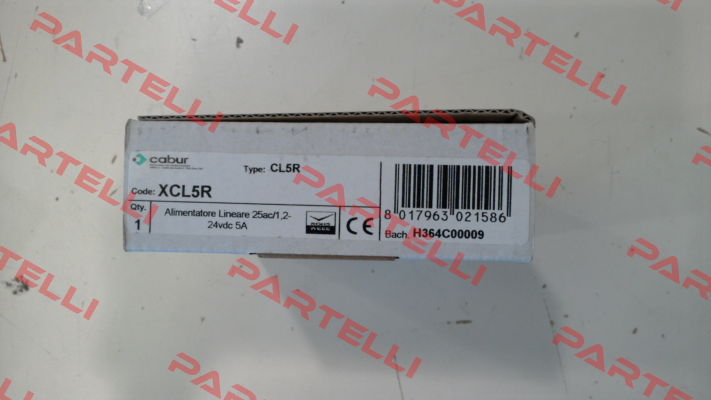 cabur
Type: CL5R
Code: XCL5R
Qty.
1
Alimentatore Lineare 25ac/1,2-
24vdc 5A
CE
8 017963 021586
Bach. H364C00009
PARTELLI
PARTELLI
PARTELLI
PARTELLI
PARTELLI
PARTELLI
PARTELLI
PARTELLI